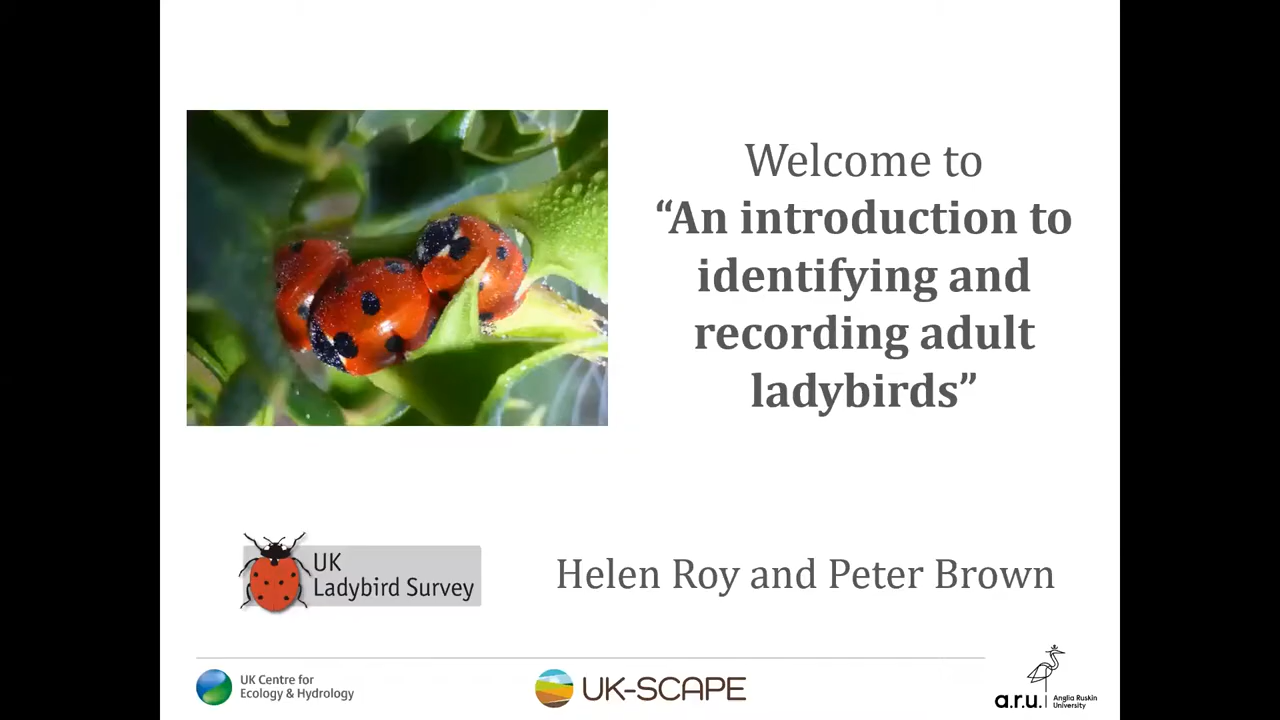 Welcome to
“An introduction to
identifying and
recording adult
ladybirds”
UK
Ladybird Survey
Helen Roy and Peter Brown
UK Centre for
Ecology & Hydrology
UK-SCAPE
a.r.u.
Anglia Ruskin
University